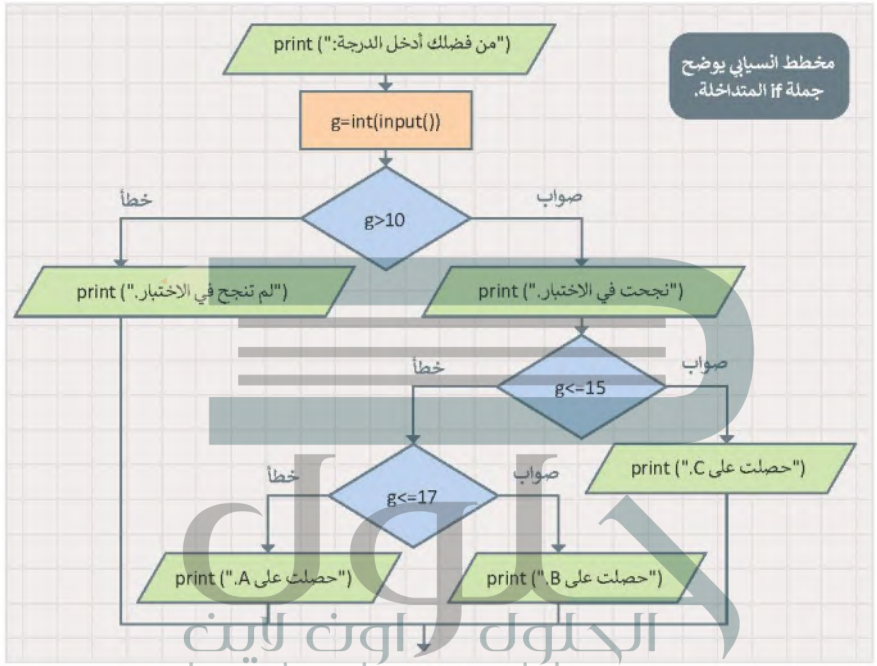 print ("من فضلك أدخل الدرجة:")
مخطط انسيابي يوضح
جملة if المتداخلة.
g=int(input())
خطأ
صواب
g>10
print ("لم تنجح في الاختبار.")
print ("نجحت في الاختبار.")
خطأ
صواب
g<=15
print ("حصلت على C.")
خطأ
صواب
g<=17
print ("حصلت على A.")
print ("حصلت على B.")
حلول
الحلول اون لاين